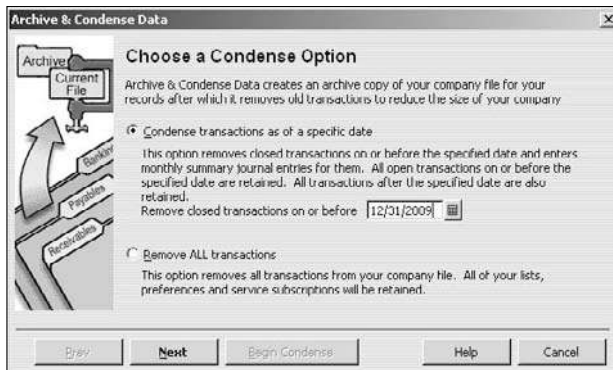 Archive & Condense Data
Archive
Current
File
Banking
Payables
Receivables
Choose a Condense Option
Archive & Condense Data creates an archive copy of your company file for your
records after which it removes old transactions to reduce the size of your company
Condense transactions as of a specific date
This option removes closed transactions on or before the specified date and enters
monthly summary journal entries for them. All open transactions on or before the
specified date are retained. All transactions after the specified date are also
retained.
Remove closed transactions on or before 12/31/2009
Remove ALL transactions
This option removes all transactions from your company file. All of your lists,
preferences and service subscriptions will be retained.
Prev Next Begin Condense Help Cancel